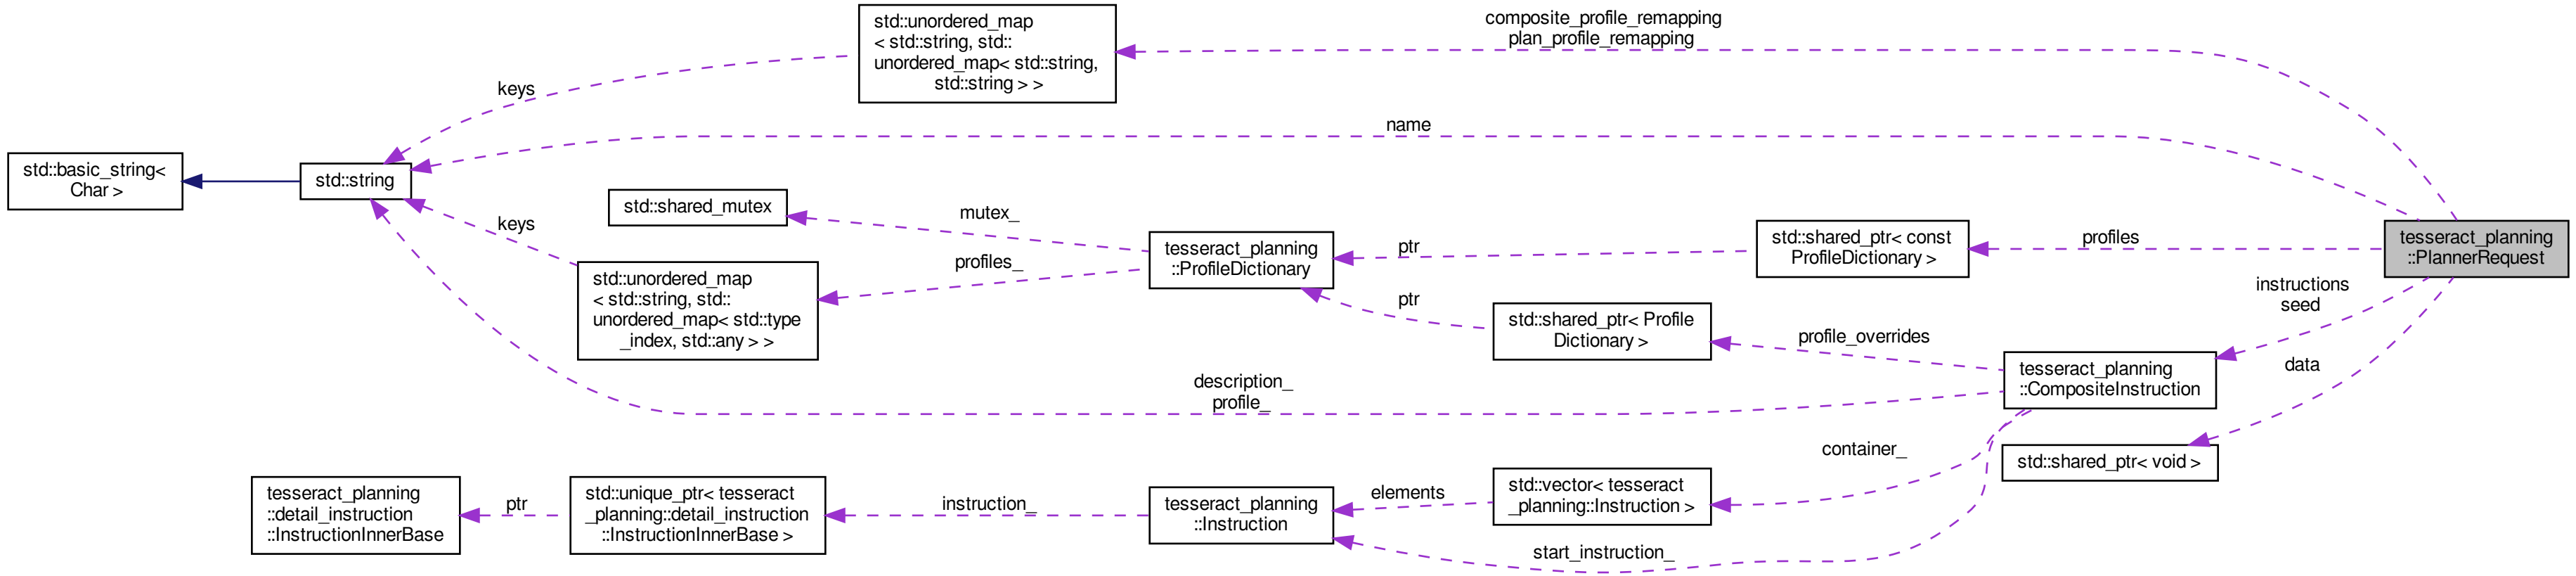 std::unordered_map
< std::string, std::
unordered_map< std::string,
std::string > >
composite_profile_remapping
plan_profile_remapping
keys
name
std::basic_string<
Char >
std::string
std::shared_mutex
mutex_
keys
profiles_
std::unordered_map
< std::string, std::
unordered_map< std::type
_index, std::any > >
tesseract_planning
::ProfileDictionary
ptr
ptr
std::shared_ptr< const
ProfileDictionary >
profiles
tesseract_planning
::PlannerRequest
std::shared_ptr< Profile
Dictionary >
profile_overrides
instructions
seed
data
tesseract_planning
::CompositeInstruction
description_
profile_
container_
std::shared_ptr< void >
tesseract_planning
::detail_instruction
::InstructionInnerBase
ptr
std::unique_ptr< tesseract
_planning::detail_instruction
::InstructionInnerBase >
instruction_
tesseract_planning
::Instruction
elements
std::vector< tesseract
_planning::Instruction >
start_instruction_